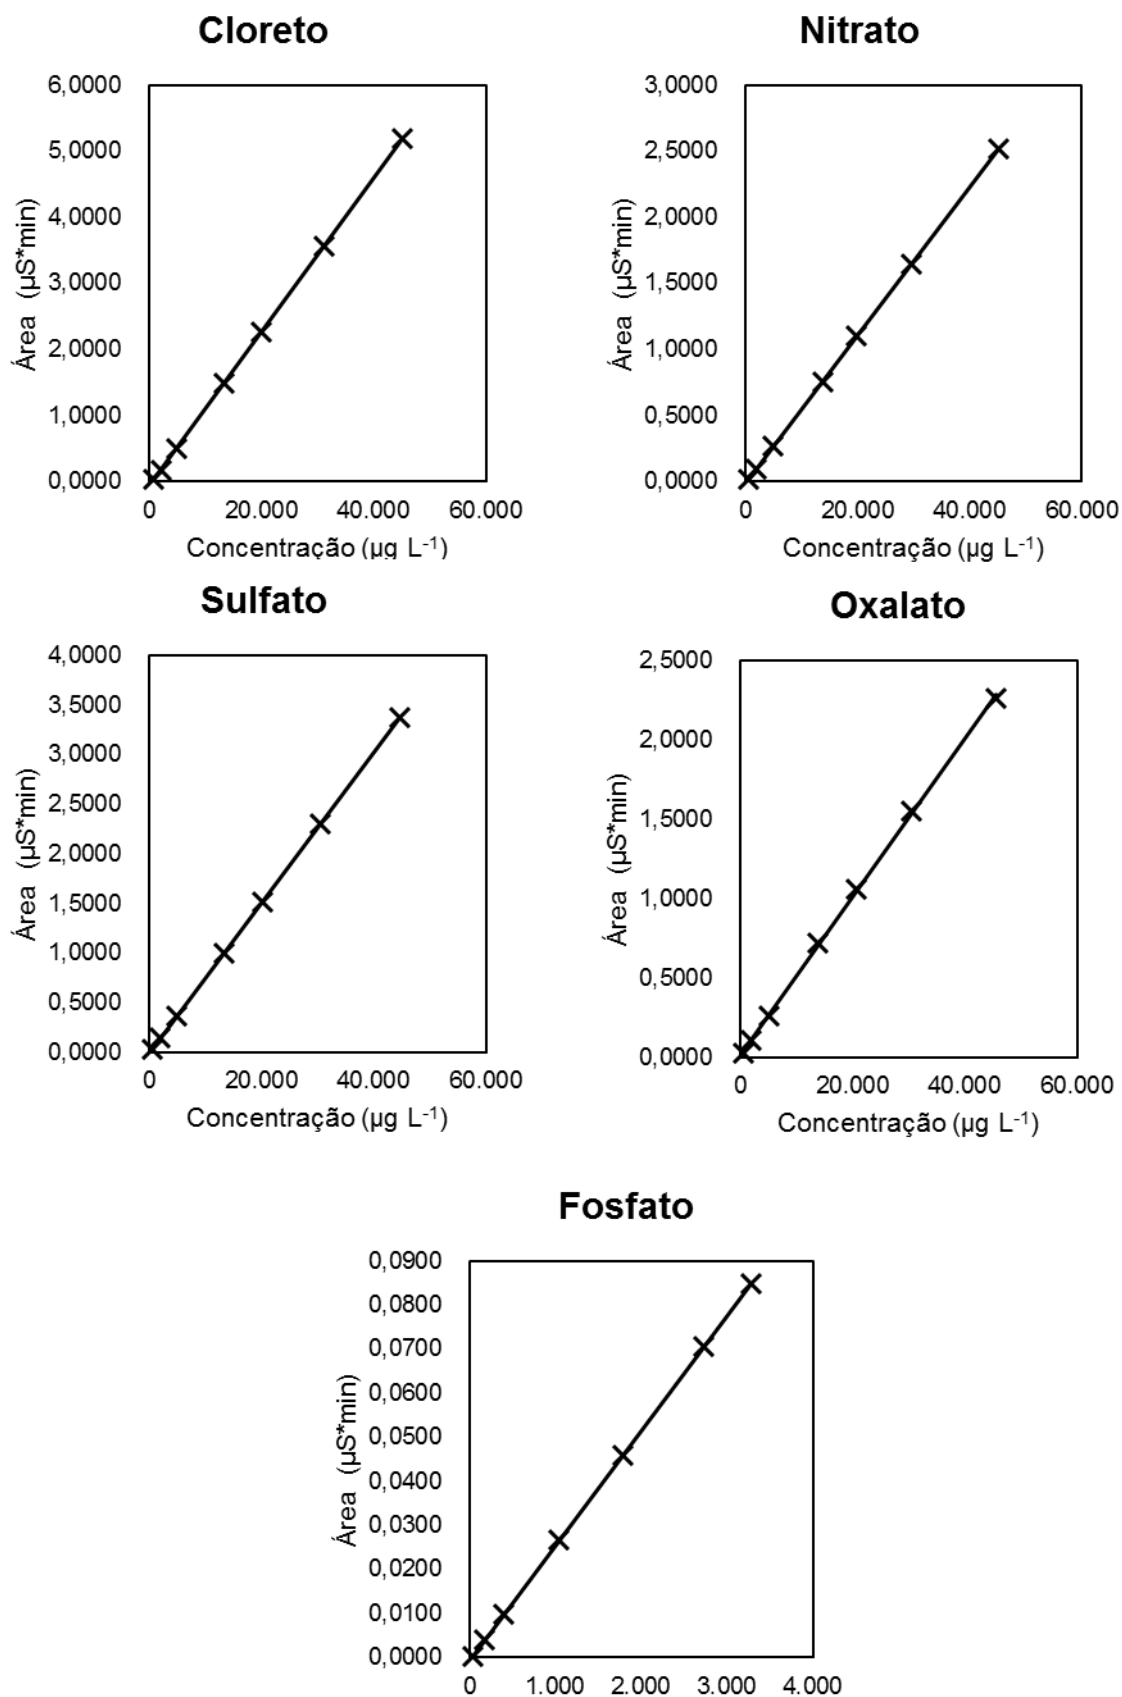 Cloreto
6,0000
5,0000
4,0000
3,0000
2,0000
1,0000
0,0000
Área (µS*min)
0 20.000 40.000 60.000
Concentração (µg L⁻¹)
Nitrato
3,0000
2,5000
2,0000
1,5000
1,0000
0,5000
0,0000
Área (µS*min)
0 20.000 40.000 60.000
Concentração (µg L⁻¹)
Sulfato
4,0000
3,5000
3,0000
2,5000
2,0000
1,5000
1,0000
0,5000
0,0000
Área (µS*min)
0 20.000 40.000 60.000
Concentração (µg L⁻¹)
Oxalato
2,5000
2,0000
1,5000
1,0000
0,5000
0,0000
Área (µS*min)
0 20.000 40.000 60.000
Concentração (µg L⁻¹)
Fosfato
0,0900
0,0800
0,0700
0,0600
0,0500
0,0400
0,0300
0,0200
0,0100
0,0000
Área (µS*min)
0 1.000 2.000 3.000 4.000